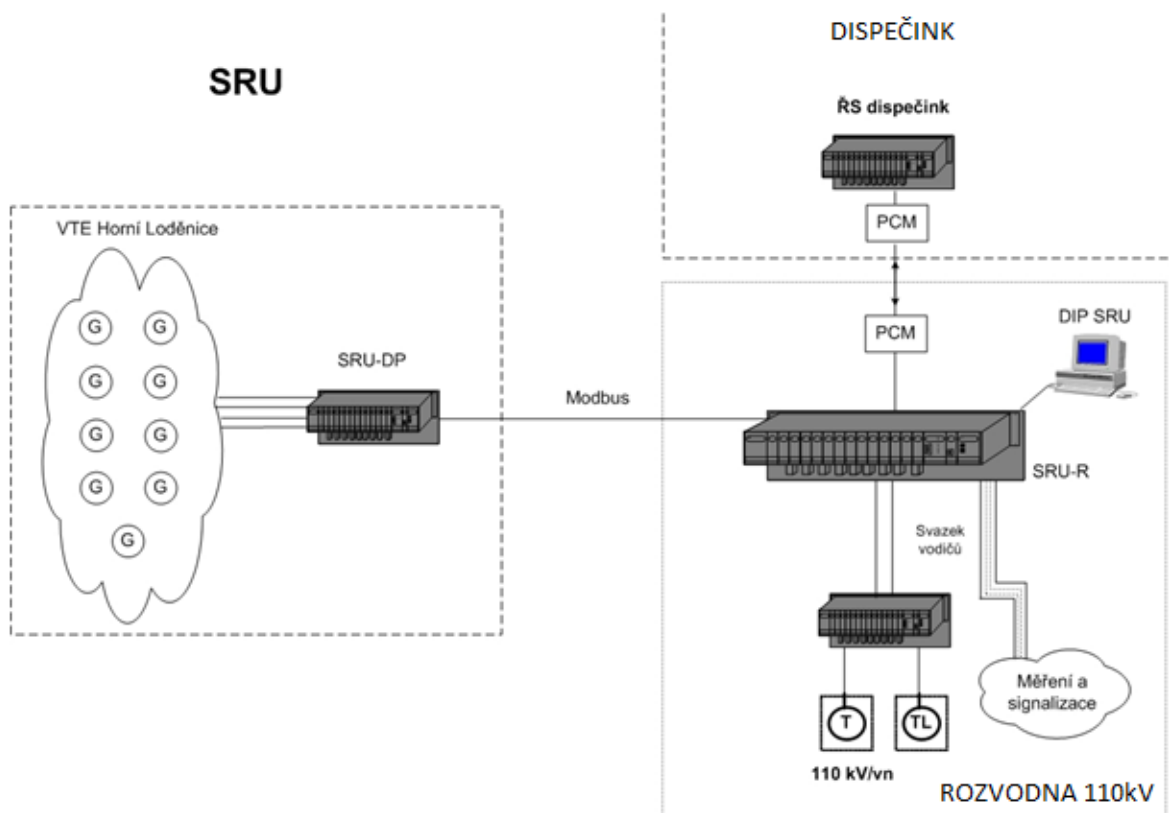 SRU
DISPEČINK
ŘS dispečink
PCM
VTE Horní Loděnice
G
G
G
G
G
G
G
G
G
SRU-DP
Modbus
PCM
DIP SRU
SRU-R
Svazek
vodičů
Měření a
signalizace
T
TL
110 kV/vn
ROZVODNA 110kV